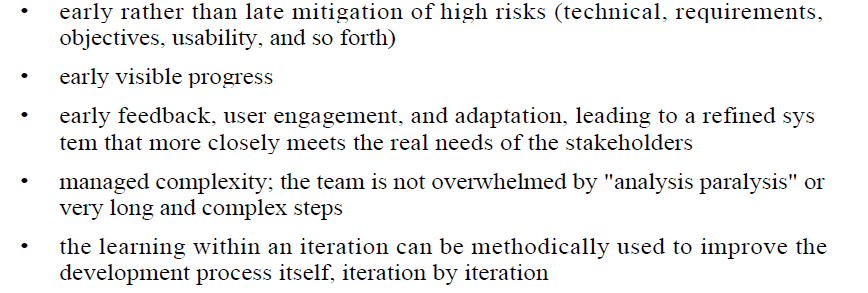 • early rather than late mitigation of high risks (technical, requirements,
objectives, usability, and so forth)
• early visible progress
• early feedback, user engagement, and adaptation, leading to a refined sys
tem that more closely meets the real needs of the stakeholders
• managed complexity; the team is not overwhelmed by "analysis paralysis" or
very long and complex steps
• the learning within an iteration can be methodically used to improve the
development process itself, iteration by iteration